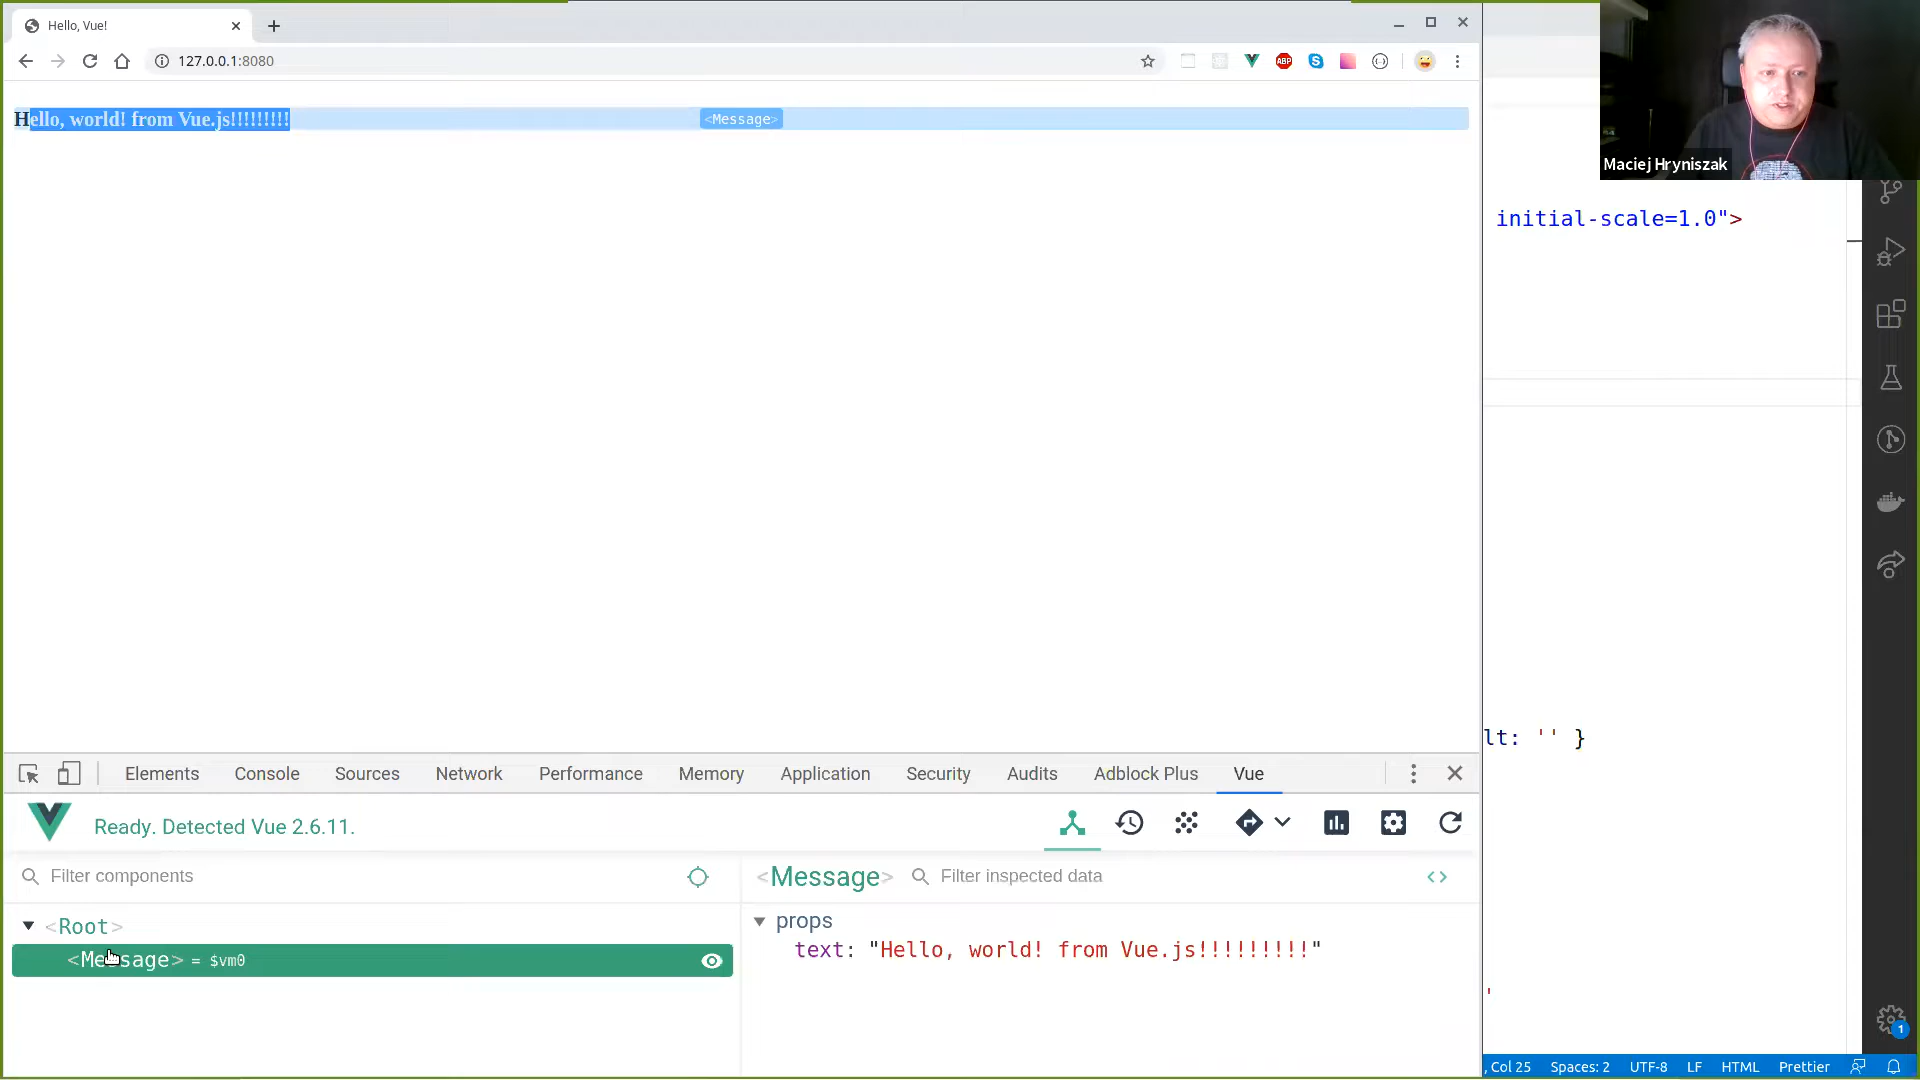 Hello, Vue!
127.0.0.1:8080
ABP
Hello, world! from Vue.js!!!!!!!!!
<Message>
Maciej Hryniszak
initial-scale=1.0">
lt: '' }
'
Elements Console Sources Network Performance Memory Application Security Audits Adblock Plus Vue
Ready. Detected Vue 2.6.11.
Filter components
<Message> Filter inspected data
<Root>
<Message> = $vm0
props
text: "Hello, world! from Vue.js!!!!!!!!!"
1
, Col 25 Spaces: 2 UTF-8 LF HTML Prettier